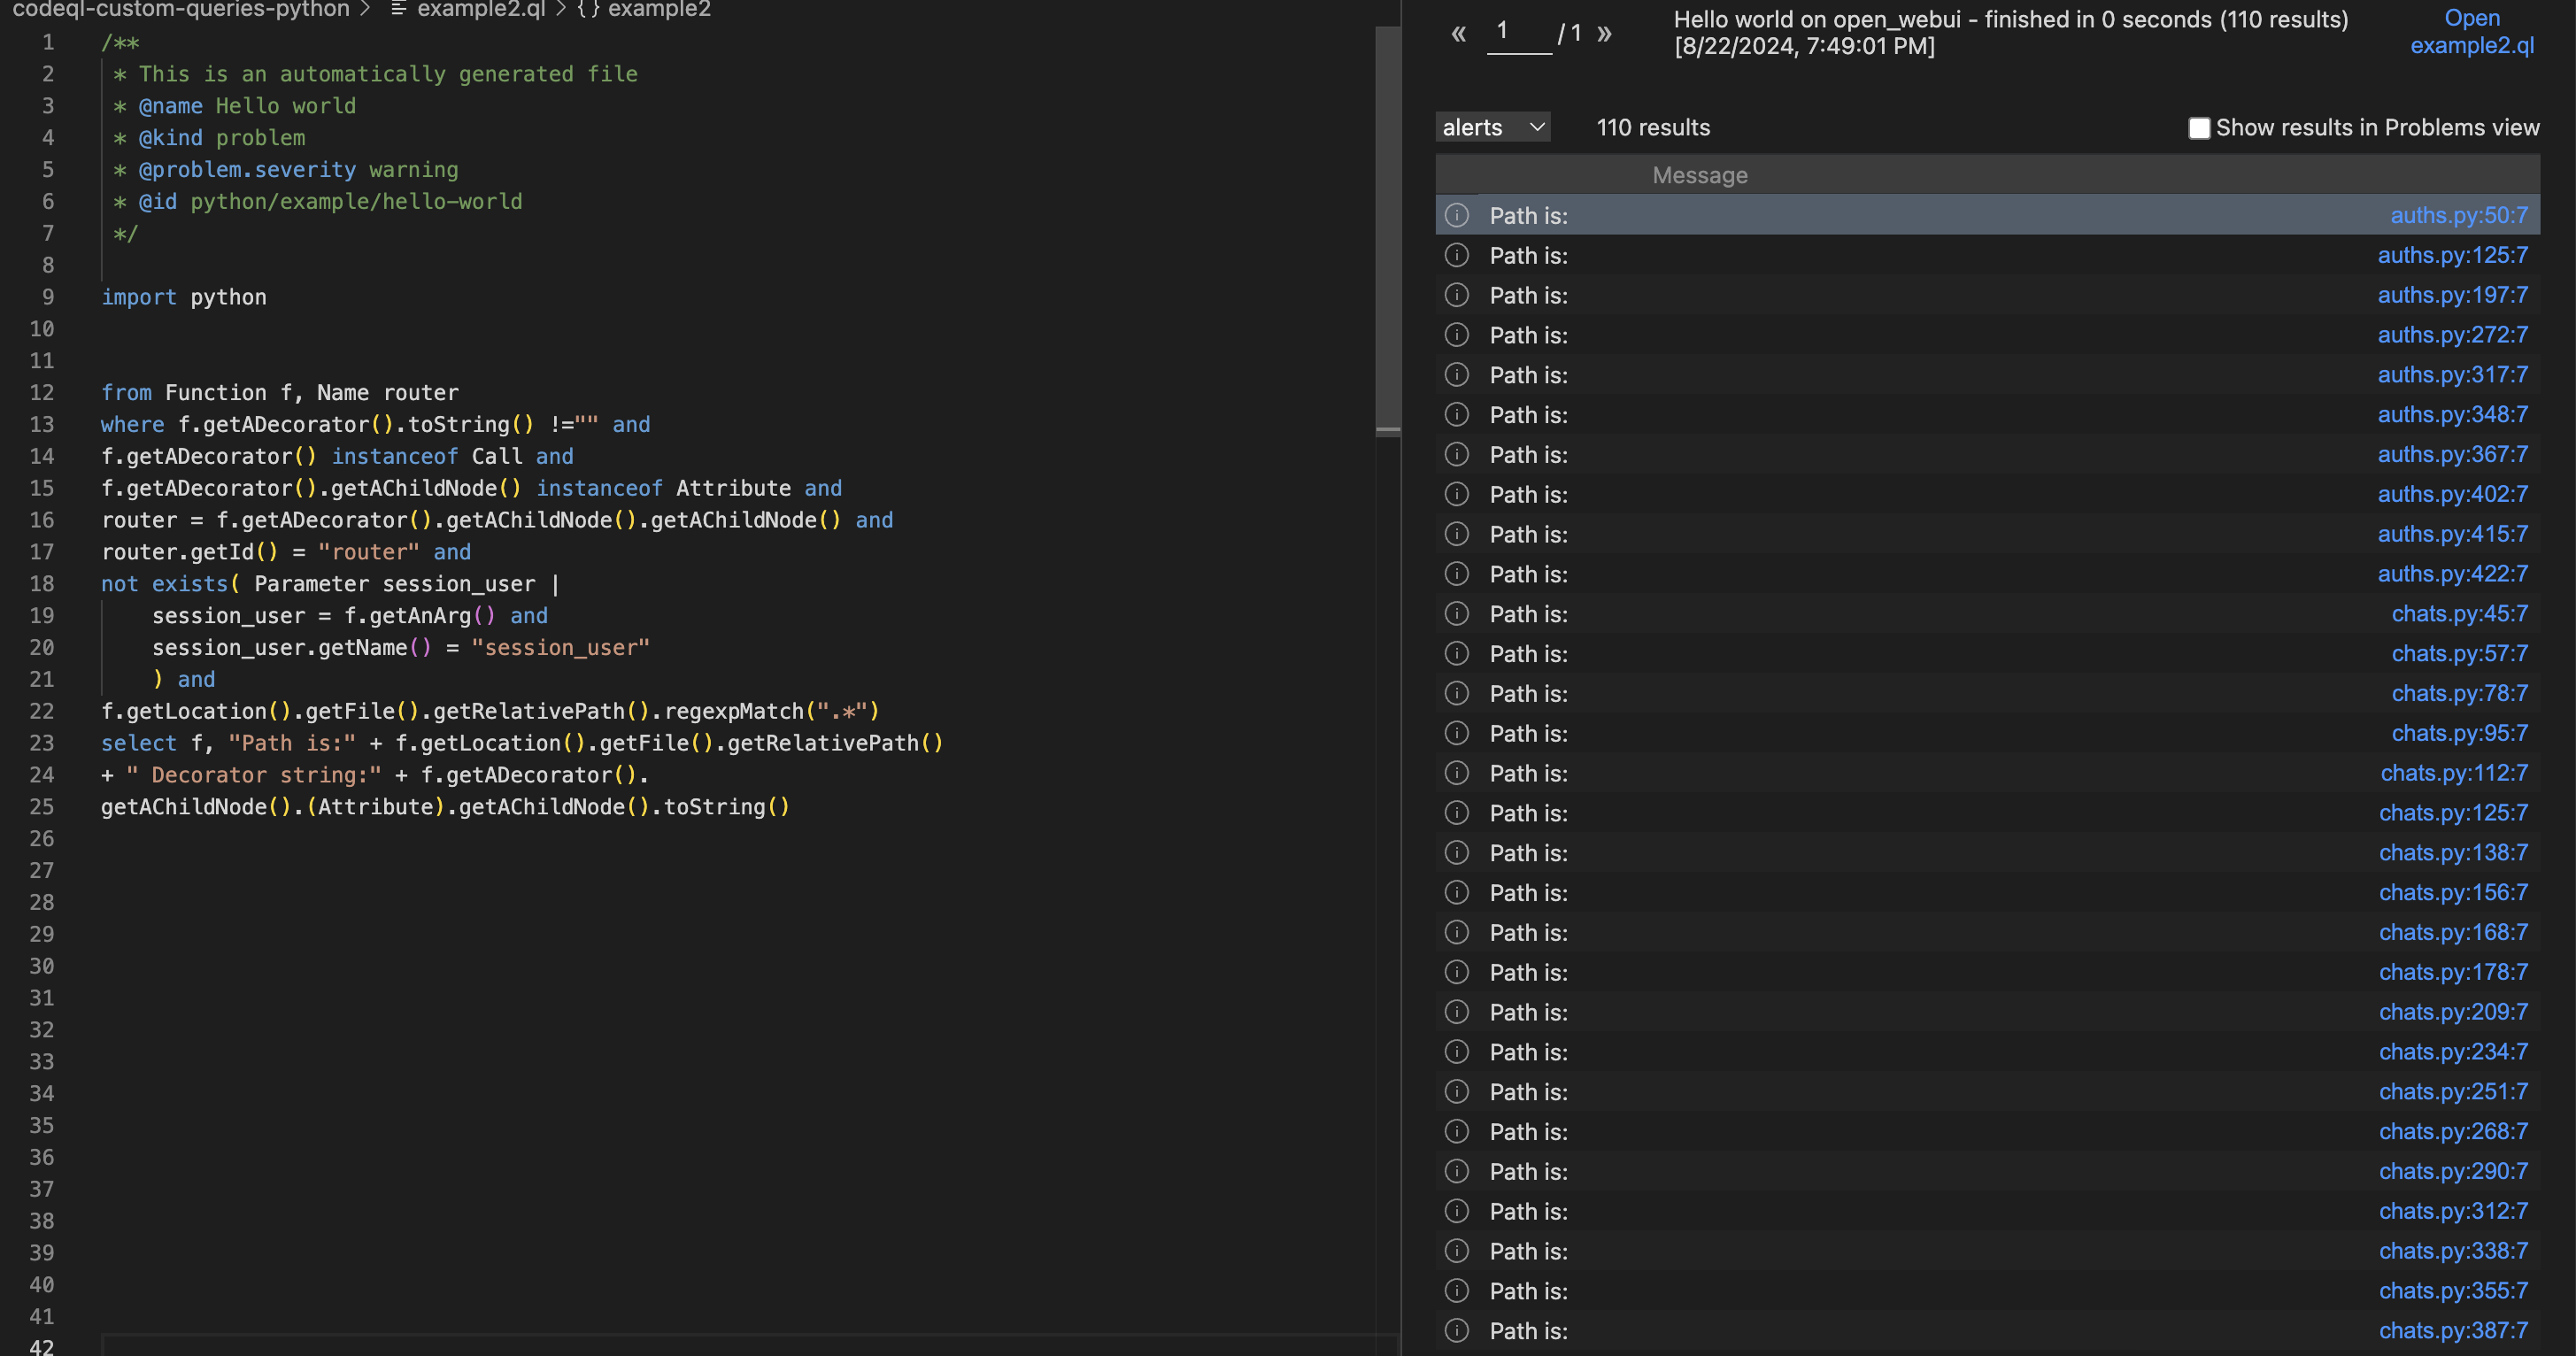 codeql-custom-queries-python > example2.ql > {} example2
1 /**
2 * This is an automatically generated file
3 * @name Hello world
4 * @kind problem
5 * @problem.severity warning
6 * @id python/example/hello-world
7 */
8
9 import python
10
11
12 from Function f, Name router
13 where f.getADecorator().toString() !="" and
14 f.getADecorator() instanceof Call and
15 f.getADecorator().getAChildNode() instanceof Attribute and
16 router = f.getADecorator().getAChildNode().getAChildNode() and
17 router.getId() = "router" and
18 not exists( Parameter session_user |
19 session_user = f.getAnArg() and
20 session_user.getName() = "session_user"
21 ) and
22 f.getLocation().getFile().getRelativePath().regexpMatch(".*")
23 select f, "Path is:" + f.getLocation().getFile().getRelativePath()
24 + " Decorator string:" + f.getADecorator().
25 getAChildNode().(Attribute).getAChildNode().toString()
26
27
28
29
30
31
32
33
34
35
36
37
38
39
40
41
42
« 1 / 1 »
Hello world on open_webui - finished in 0 seconds (110 results)
[8/22/2024, 7:49:01 PM]
Open
example2.ql
alerts 110 results Show results in Problems view
Message
Path is: auths.py:50:7
Path is: auths.py:125:7
Path is: auths.py:197:7
Path is: auths.py:272:7
Path is: auths.py:317:7
Path is: auths.py:348:7
Path is: auths.py:367:7
Path is: auths.py:402:7
Path is: auths.py:415:7
Path is: auths.py:422:7
Path is: chats.py:45:7
Path is: chats.py:57:7
Path is: chats.py:78:7
Path is: chats.py:95:7
Path is: chats.py:112:7
Path is: chats.py:125:7
Path is: chats.py:138:7
Path is: chats.py:156:7
Path is: chats.py:168:7
Path is: chats.py:178:7
Path is: chats.py:209:7
Path is: chats.py:234:7
Path is: chats.py:251:7
Path is: chats.py:268:7
Path is: chats.py:290:7
Path is: chats.py:312:7
Path is: chats.py:338:7
Path is: chats.py:355:7
Path is: chats.py:387:7